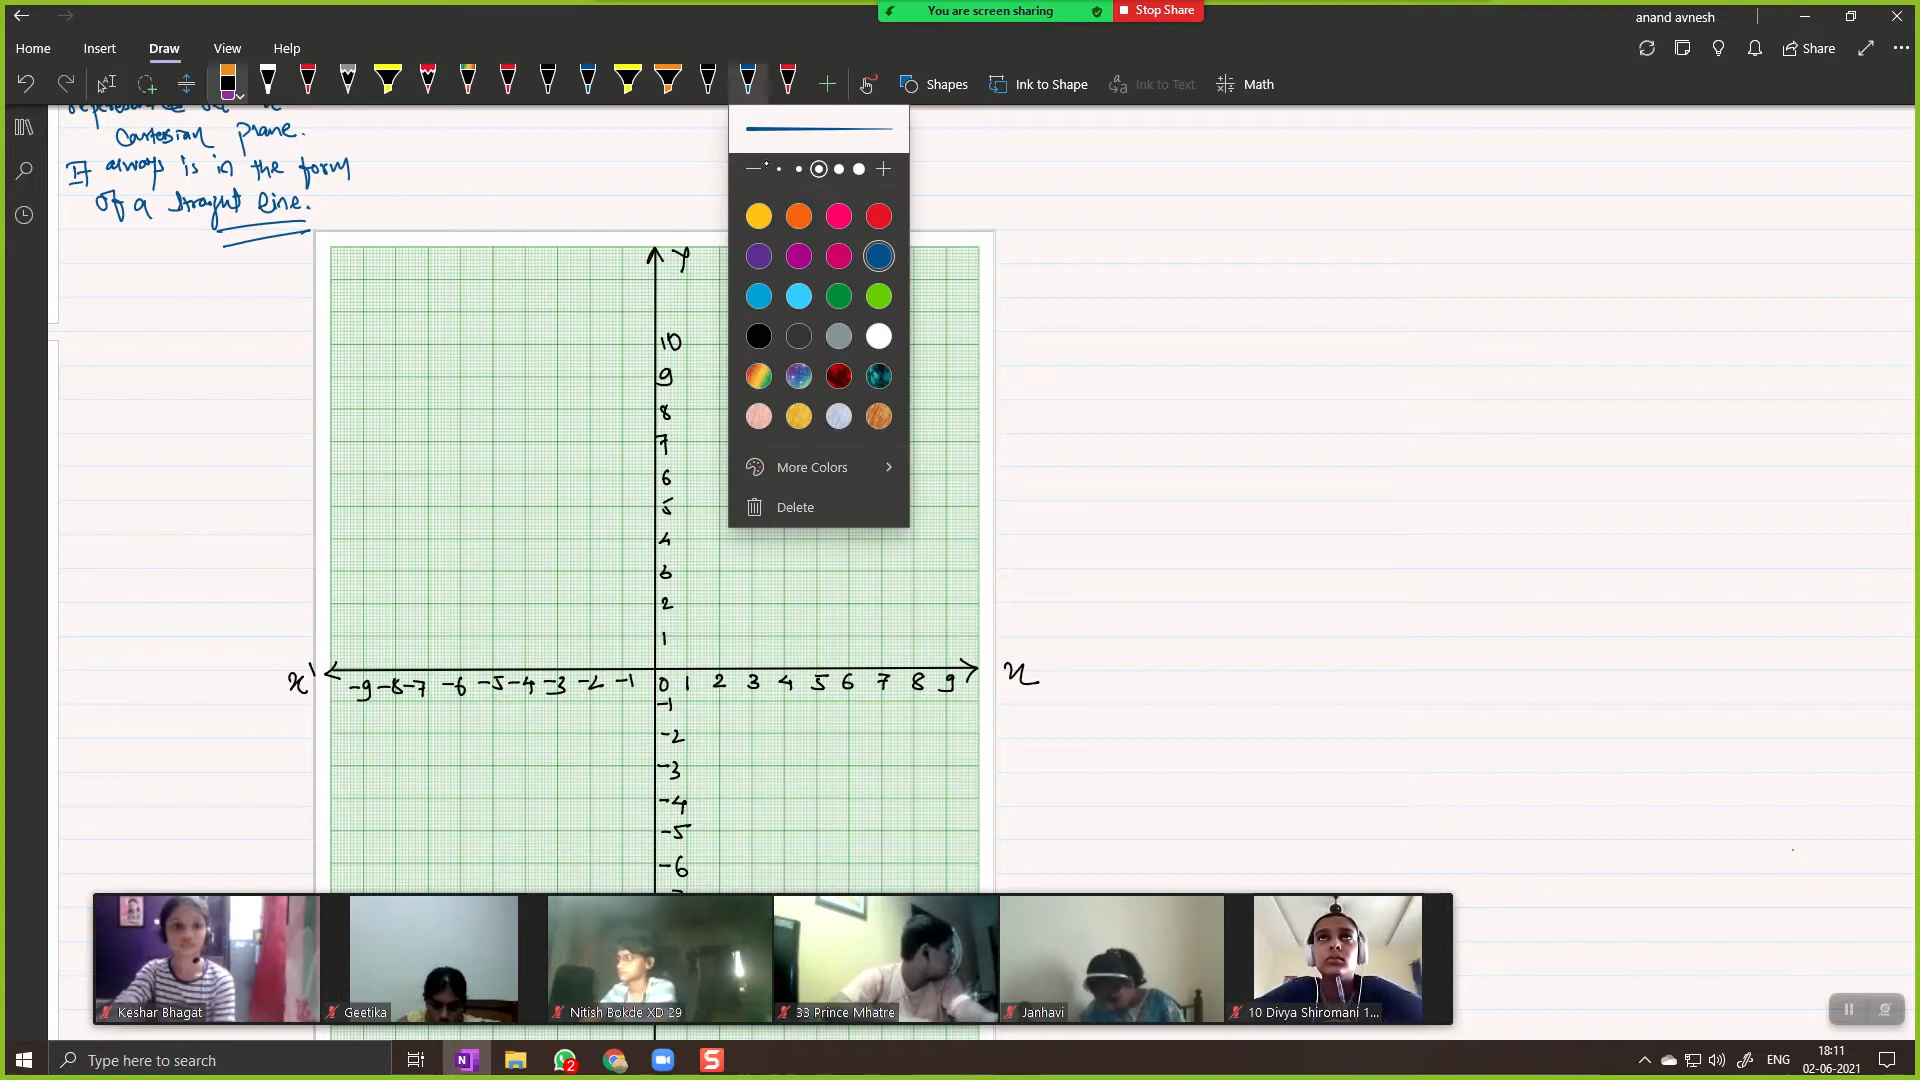 You are screen sharing
Stop Share
anand avnesh
Home Insert Draw View Help
Share
Shapes
Ink to Shape
Ink to Text
Math
Cartesian plane.
It always is in the form
of a straight line.
More Colors
Delete
Y
10
9
8
7
6
5
4
3
2
1
x' -9 -8 -7 -6 -5 -4 -3 -2 -1 0 1 2 3 4 5 6 7 8 9 x
-1
-2
-3
-4
-5
-6
Keshar Bhagat
Geetika
Nitish Bokde XD 29
33 Prince Mhatre
Janhavi
10 Divya Shiromani 1...
Type here to search
N
2
S
ENG
18:11
02-06-2021